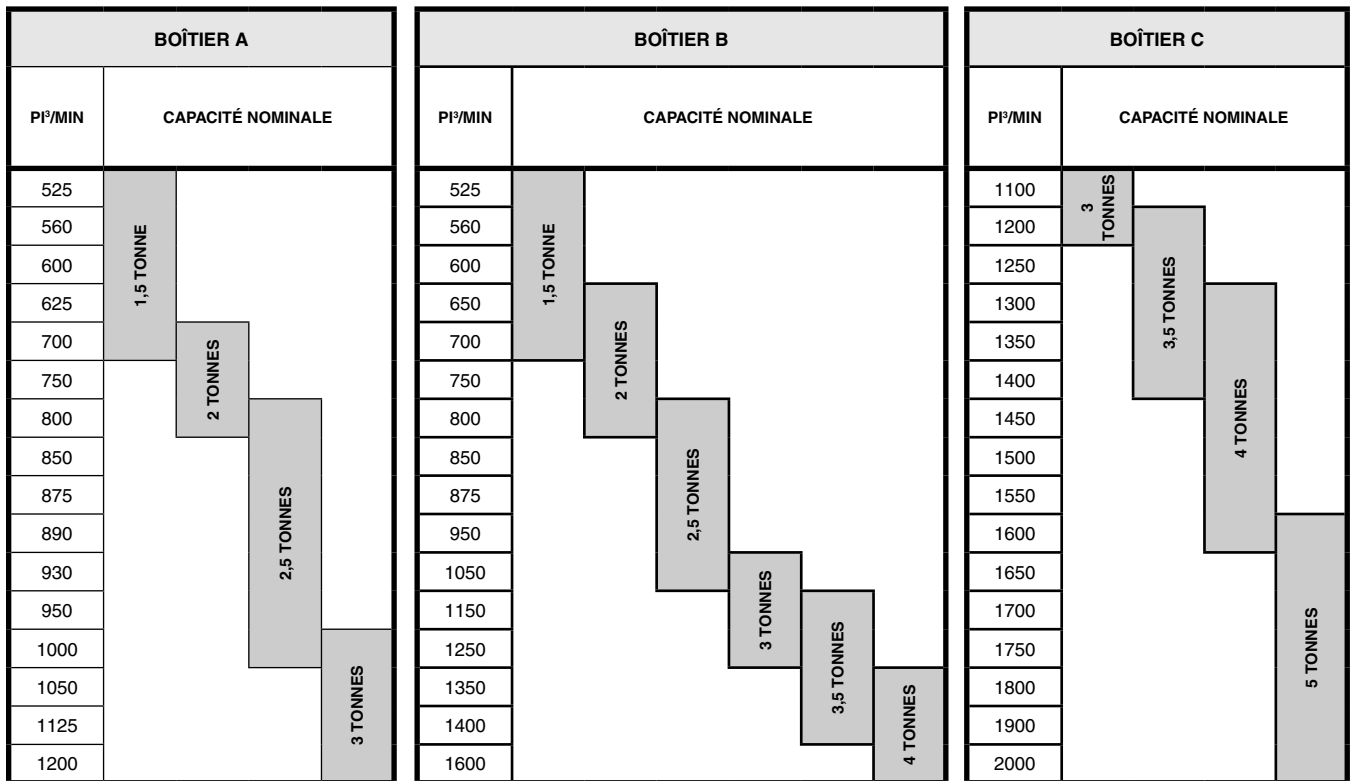 BOÎTIER A
PI³/MIN CAPACITÉ NOMINALE
525
560
600
625
700
750
800
850
875
890
930
950
1000
1050
1125
1200
1,5 TONNE
2 TONNES
2,5 TONNES
3 TONNES
BOÎTIER B
PI³/MIN CAPACITÉ NOMINALE
525
560
600
650
700
750
800
850
875
950
1050
1150
1250
1350
1400
1600
1,5 TONNE
2 TONNES
2,5 TONNES
3 TONNES
3,5 TONNES
4 TONNES
BOÎTIER C
PI³/MIN CAPACITÉ NOMINALE
1100
1200
1250
1300
1350
1400
1450
1500
1550
1600
1650
1700
1750
1800
1900
2000
3
TONNES
3,5 TONNES
4 TONNES
5 TONNES